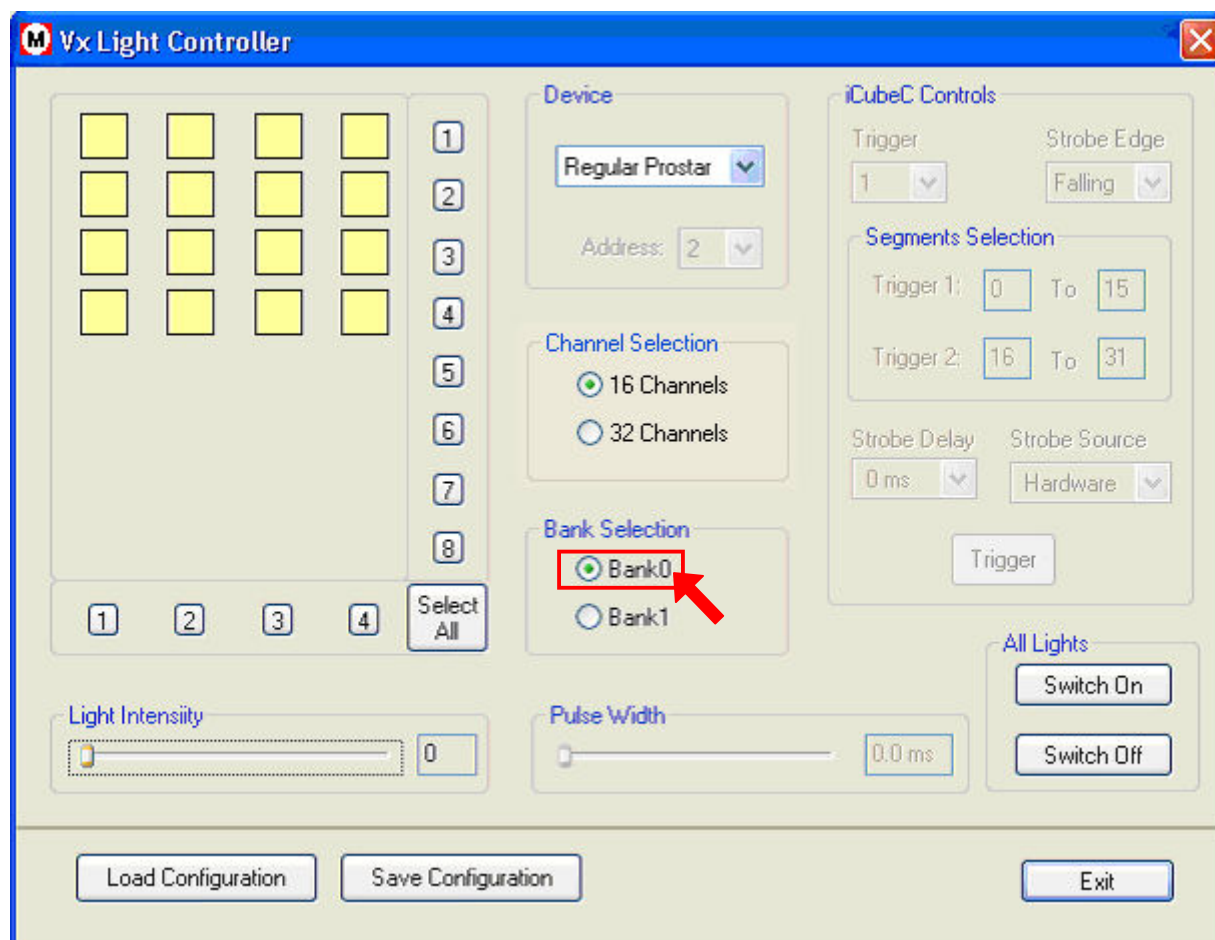 M Vx Light Controller
1
2
3
4
5
6
7
8
1 2 3 4 Select All
Device
Regular Prostar
Address: 2
Channel Selection
16 Channels
32 Channels
Bank Selection
Bank0
Bank1
iCubeC Controls
Trigger Strobe Edge
1 Falling
Segments Selection
Trigger 1: 0 To 15
Trigger 2: 16 To 31
Strobe Delay Strobe Source
0 ms Hardware
Trigger
All Lights
Switch On
Switch Off
Light Intensiity
0
Pulse Width
0.0 ms
Load Configuration Save Configuration Exit